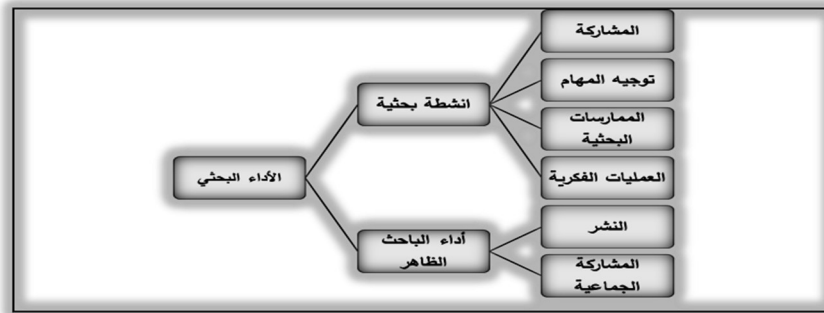 المشاركة
توجيه المهام
انشطة بحثية
الممارسات
البحثية
العمليات الفكرية
الأداء البحثي
النشر
أداء الباحث
الظاهر
المشاركة
الجماعية